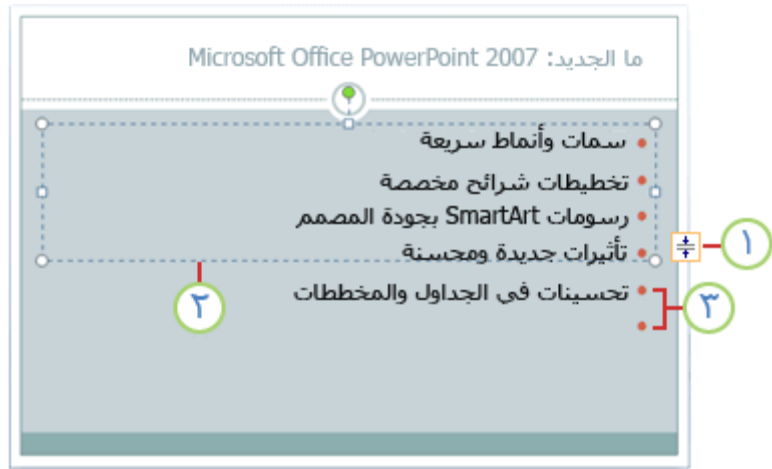 ما الجديد: Microsoft Office PowerPoint 2007
• سمات وأنماط سريعة
• تخطيطات شرائح مخصصة
• رسومات SmartArt بجودة المصمم
• تأثيرات جديدة ومحسنة
١
• تحسينات في الجداول والمخططات
٢
٣